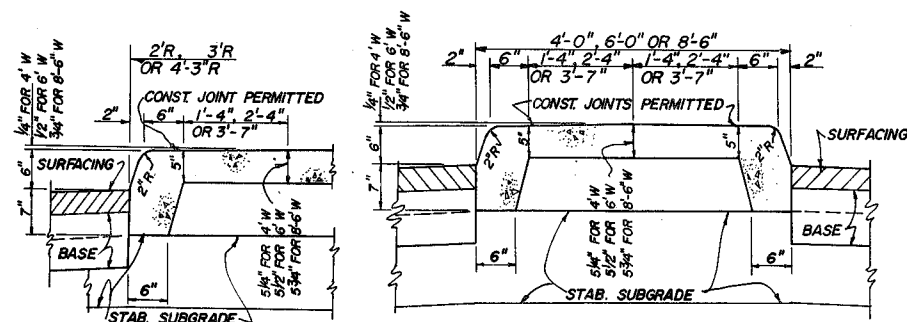 2'R, 3'R
OR 4'-3"R
1/4" FOR 4' W
1/2" FOR 6' W
3/4" FOR 8'-6" W
2"
CONST. JOINT PERMITTED
6"
1'-4", 2'-4"
OR 3'-7"
SURFACING
6"
2" R
5"
7"
BASE
5 1/4" FOR 4' W
5 1/2" FOR 6' W
5 3/4" FOR 8'-6" W
6"
STAB. SUBGRADE
4'-0", 6'-0" OR 8'-6"
1/4" FOR 4' W
1/2" FOR 6' W
3/4" FOR 8'-6" W
2"
6"
1'-4", 2'-4"
OR 3'-7"
1'-4", 2'-4"
OR 3'-7"
6"
2"
CONST. JOINTS PERMITTED
SURFACING
6"
2"R
5"
5"
2"R
7"
5 1/4" FOR 4' W
5 1/2" FOR 6' W
5 3/4" FOR 8'-6" W
BASE
6"
6"
STAB. SUBGRADE